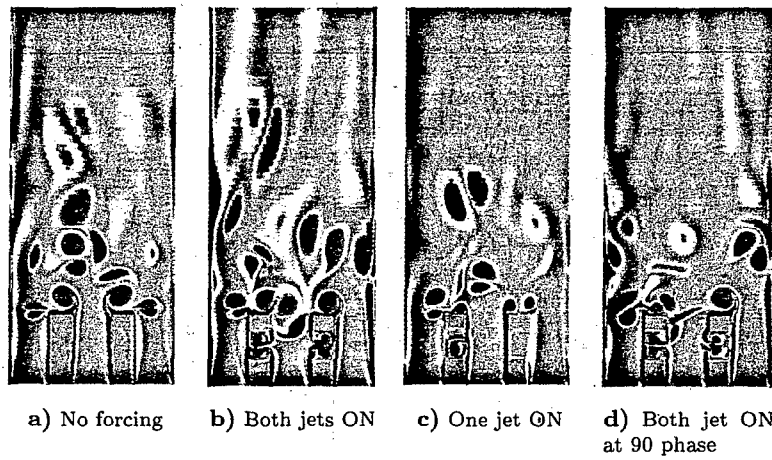 a) No forcing
b) Both jets ON
c) One jet ON
d) Both jet ON
at 90 phase